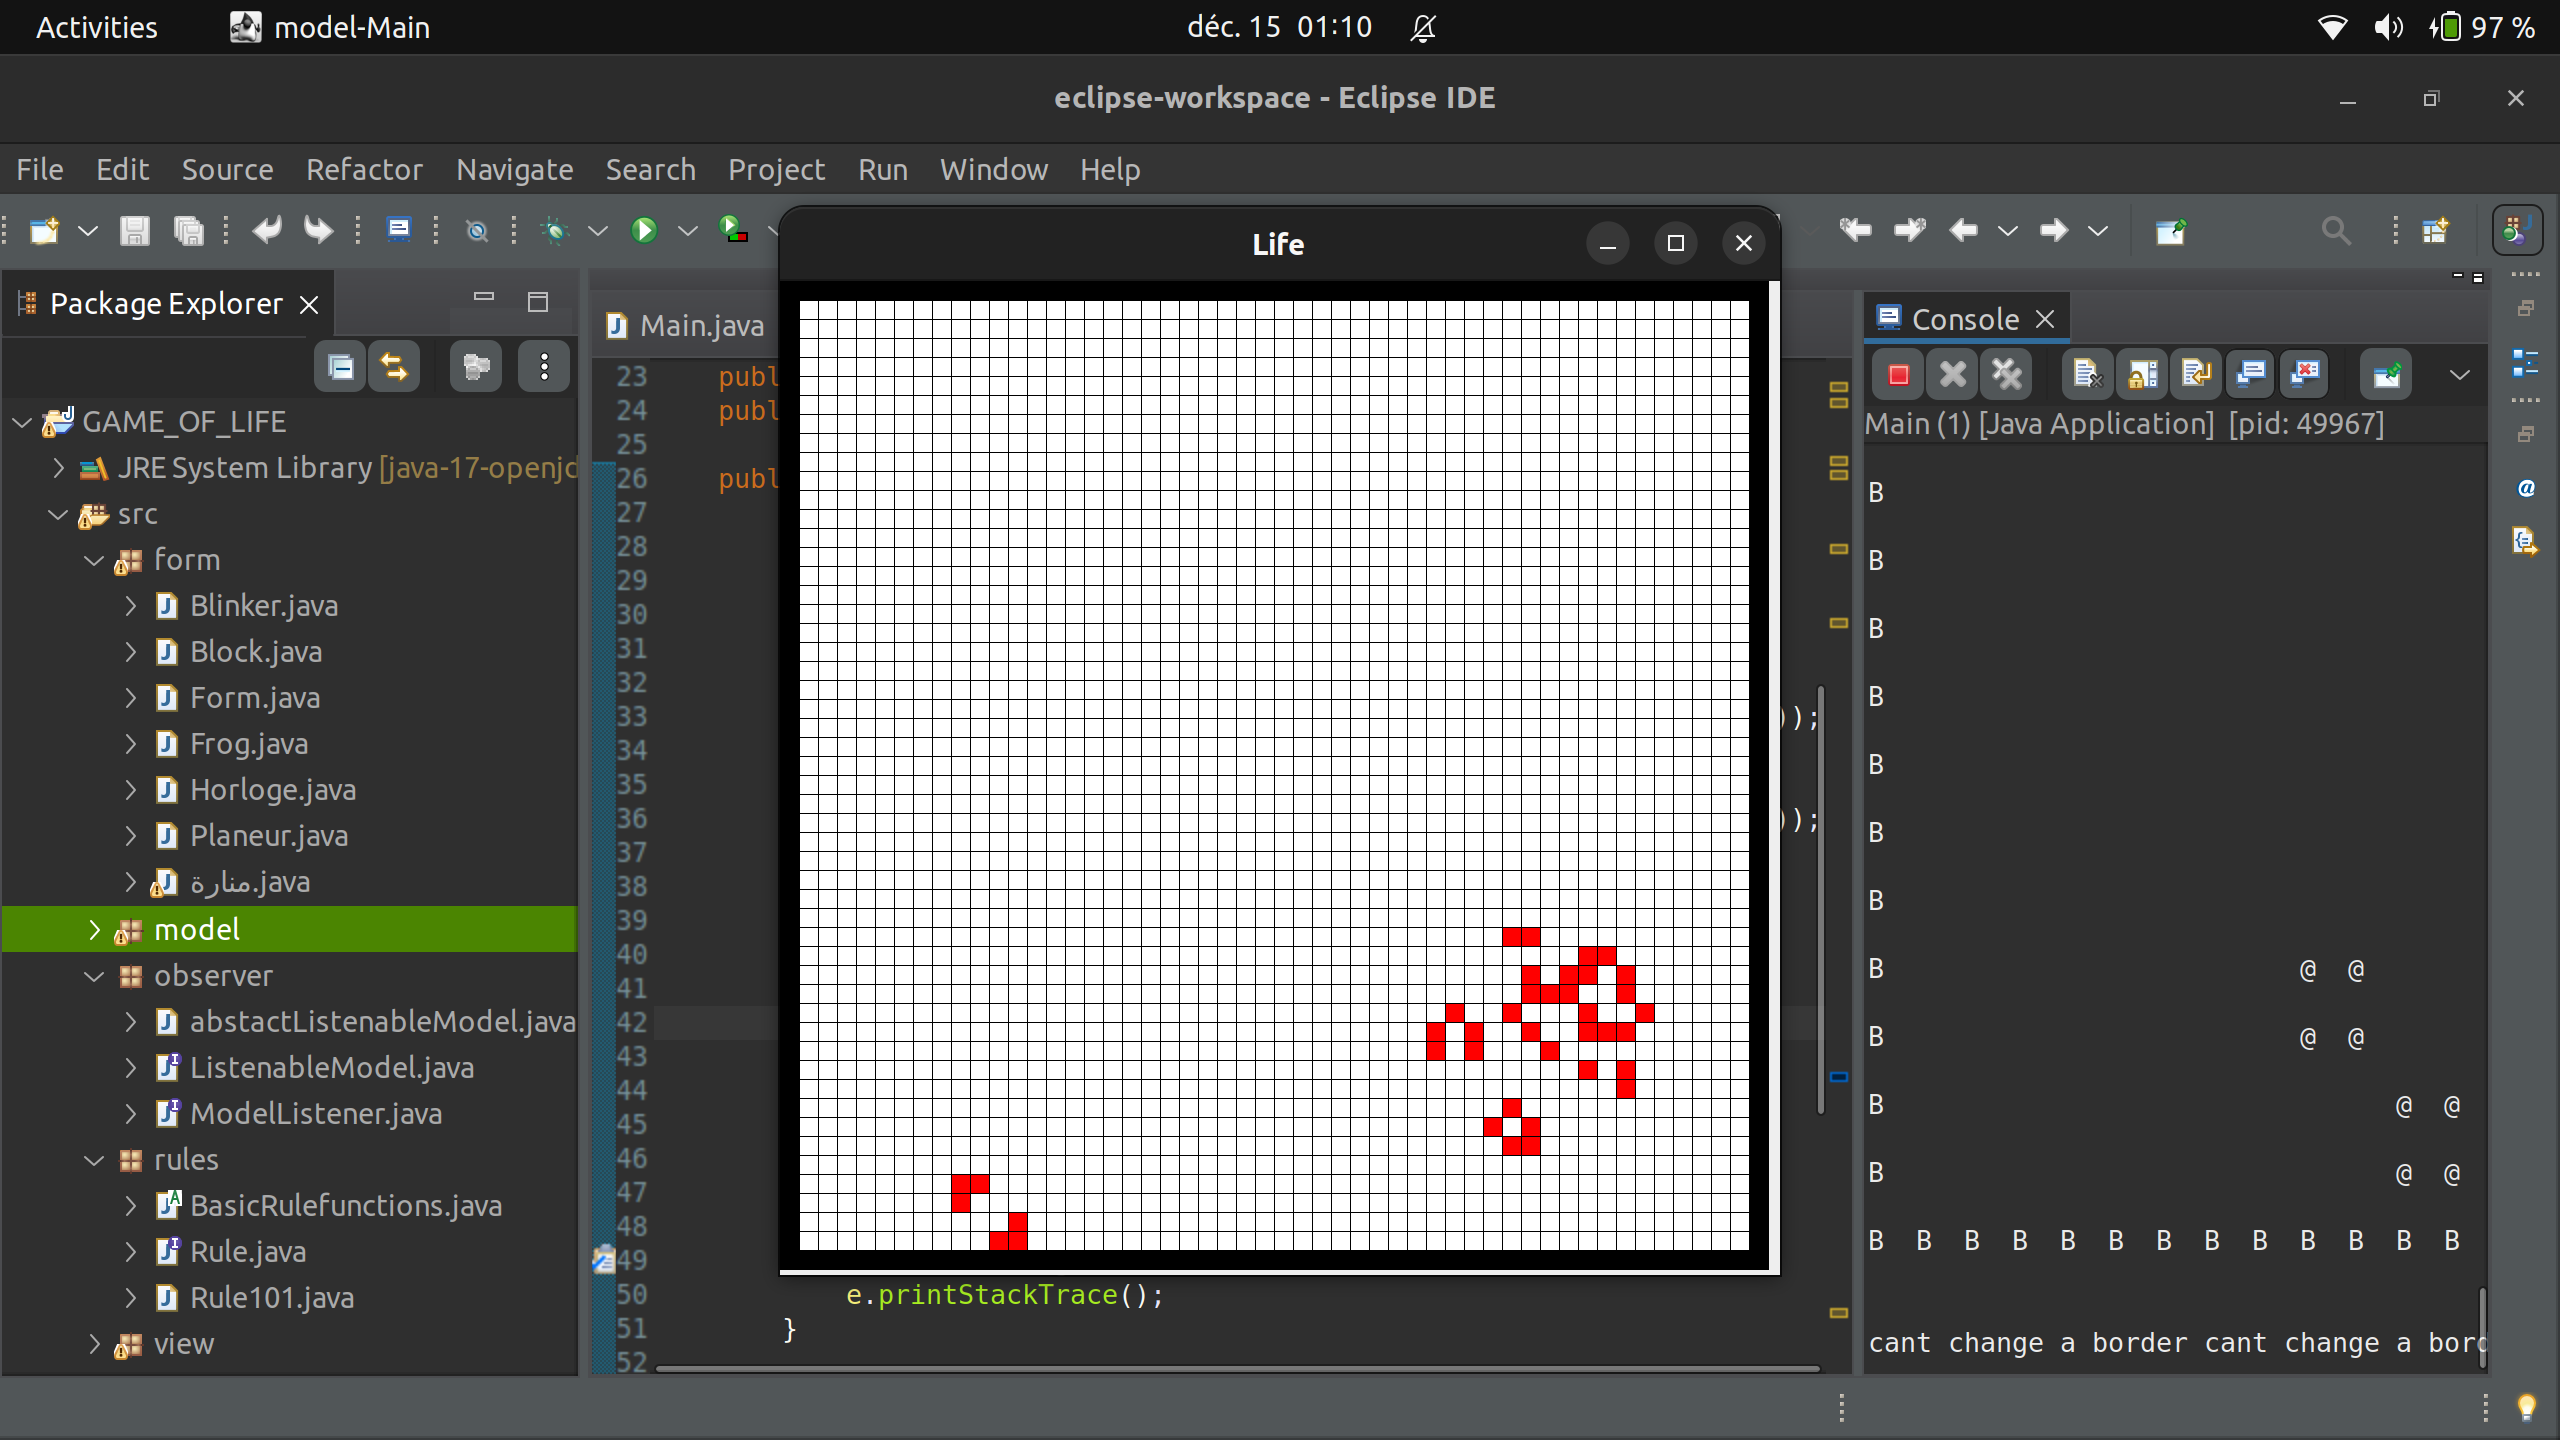 Activities model-Main déc. 15 01:10 97 %
eclipse-workspace - Eclipse IDE
File Edit Source Refactor Navigate Search Project Run Window Help
Life
Package Explorer
GAME_OF_LIFE
JRE System Library [java-17-openjd
src
form
Blinker.java
Block.java
Form.java
Frog.java
Horloge.java
Planeur.java
منارة.java
model
observer
abstactListenableModel.java
ListenableModel.java
ModelListener.java
rules
BasicRulefunctions.java
Rule.java
Rule101.java
view
Main.java
23 publ
24 publ
25
26 publ
27
28
29
30
31
32
33 ));
34
35
36 ));
37
38
39
40
41
42
43
44
45
46
47
48
49
50 e.printStackTrace();
51 }
52
Console
Main (1) [Java Application] [pid: 49967]
B
B
B
B
B
B
B
B @ @
B @ @
B @ @
B @ @
B B B B B B B B B B B B B
cant change a border cant change a bord